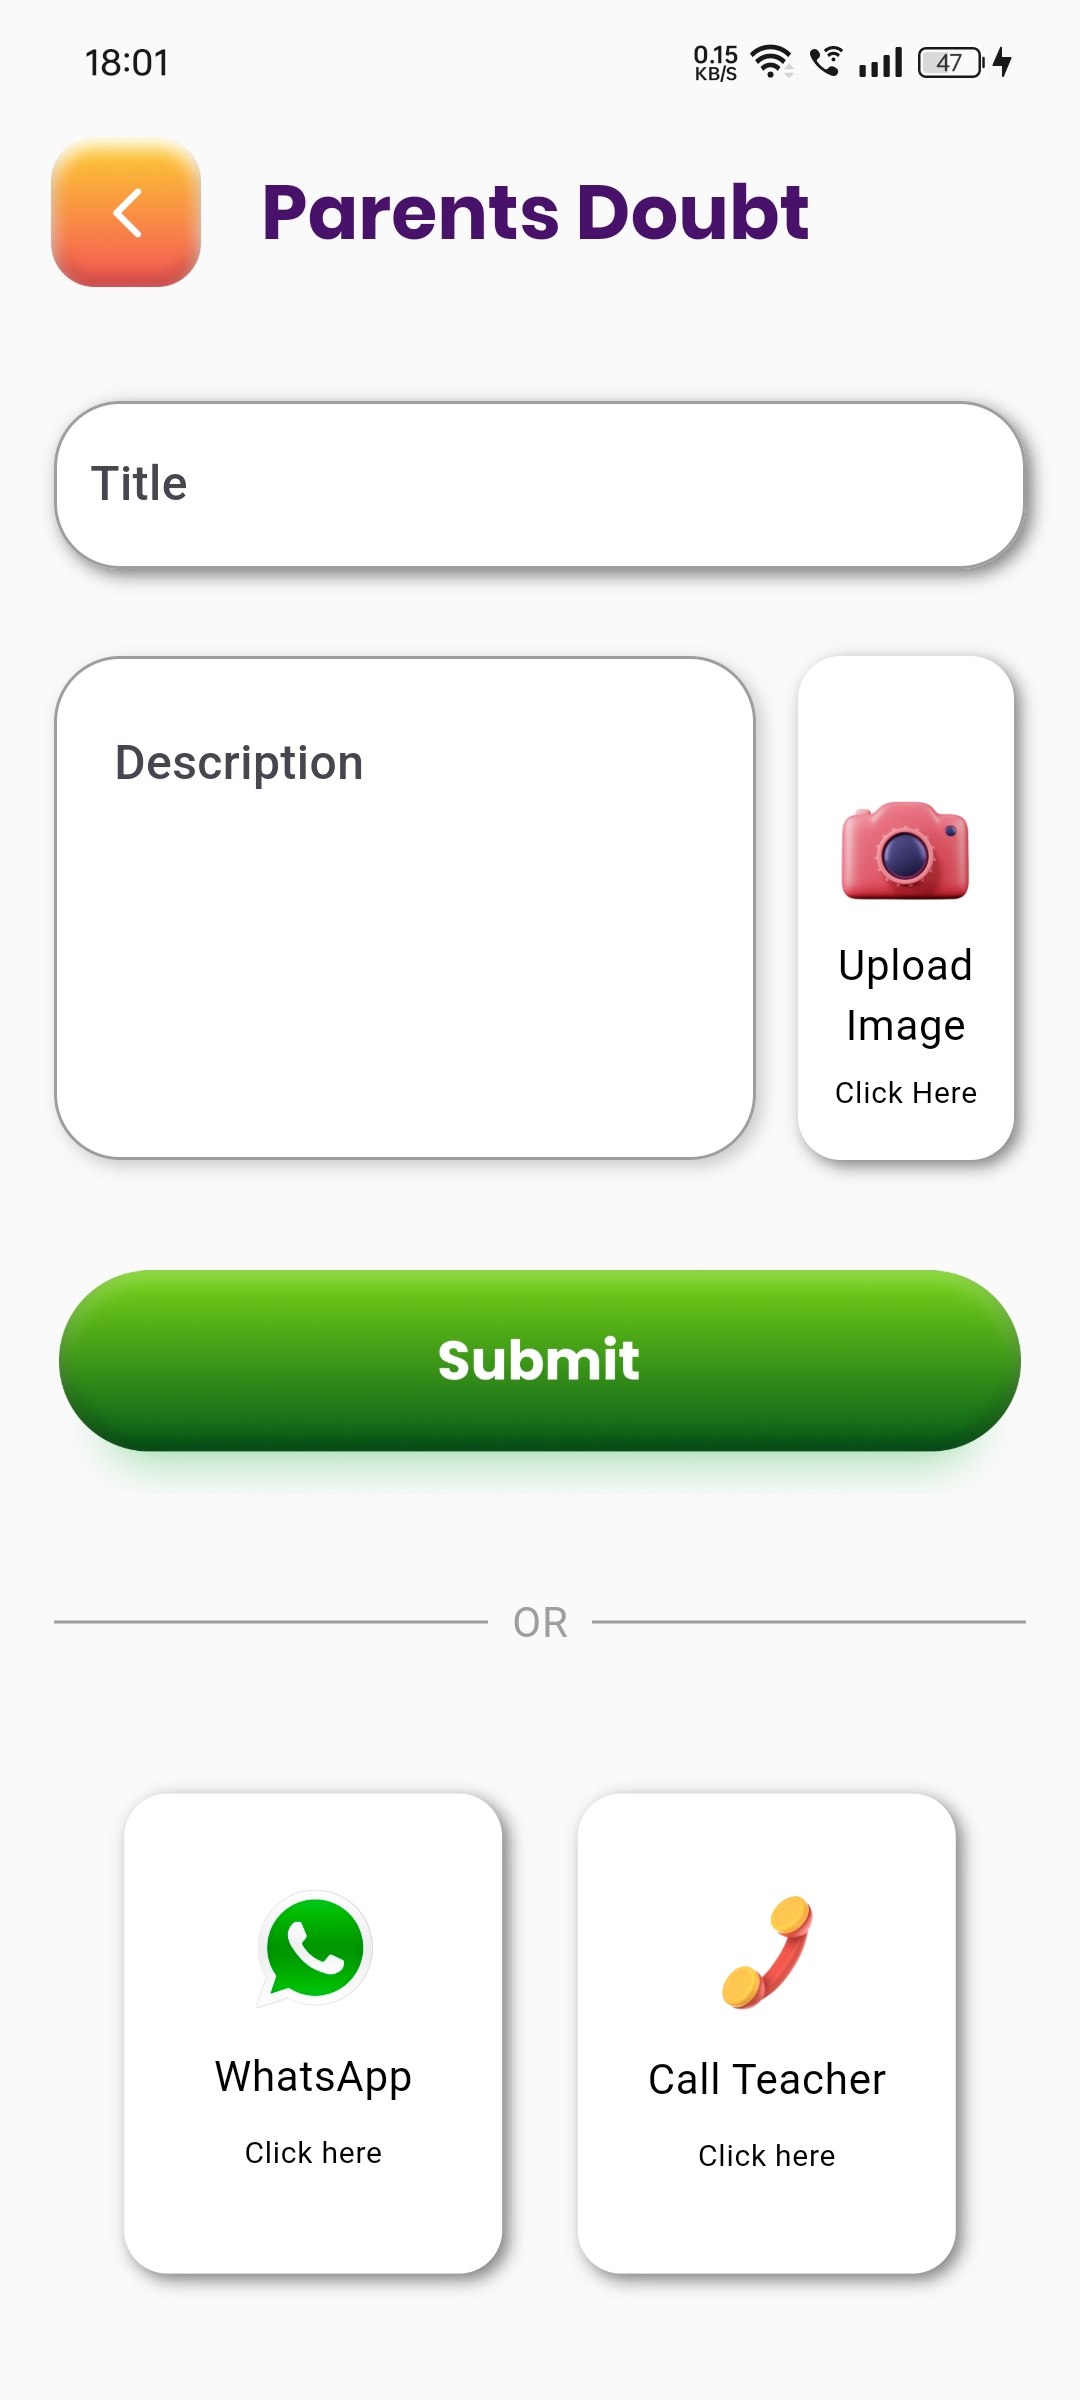 18:01
0.15
KB/S
47
Parents Doubt
Title
Description
Upload
Image
Click Here
Submit
OR
WhatsApp
Click here
Call Teacher
Click here